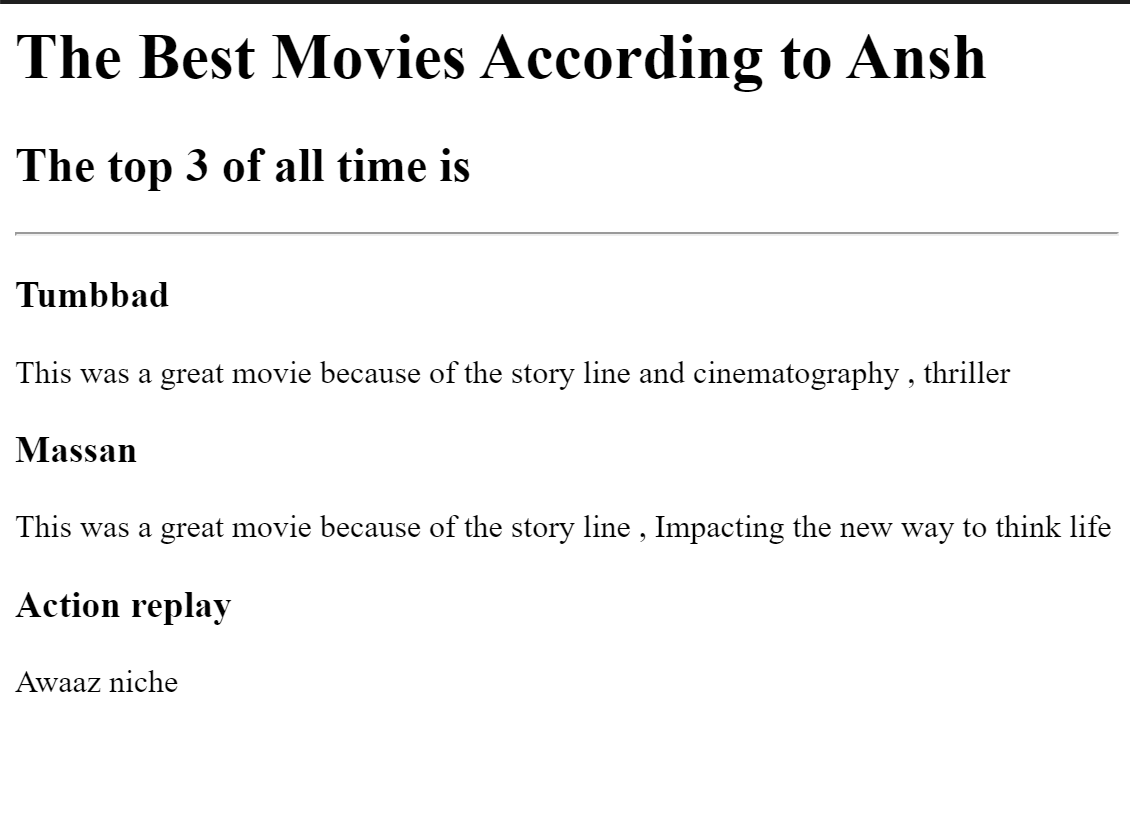 The Best Movies According to Ansh
The top 3 of all time is
Tumbbad
This was a great movie because of the story line and cinematography , thriller
Massan
This was a great movie because of the story line , Impacting the new way to think life
Action replay
Awaaz niche